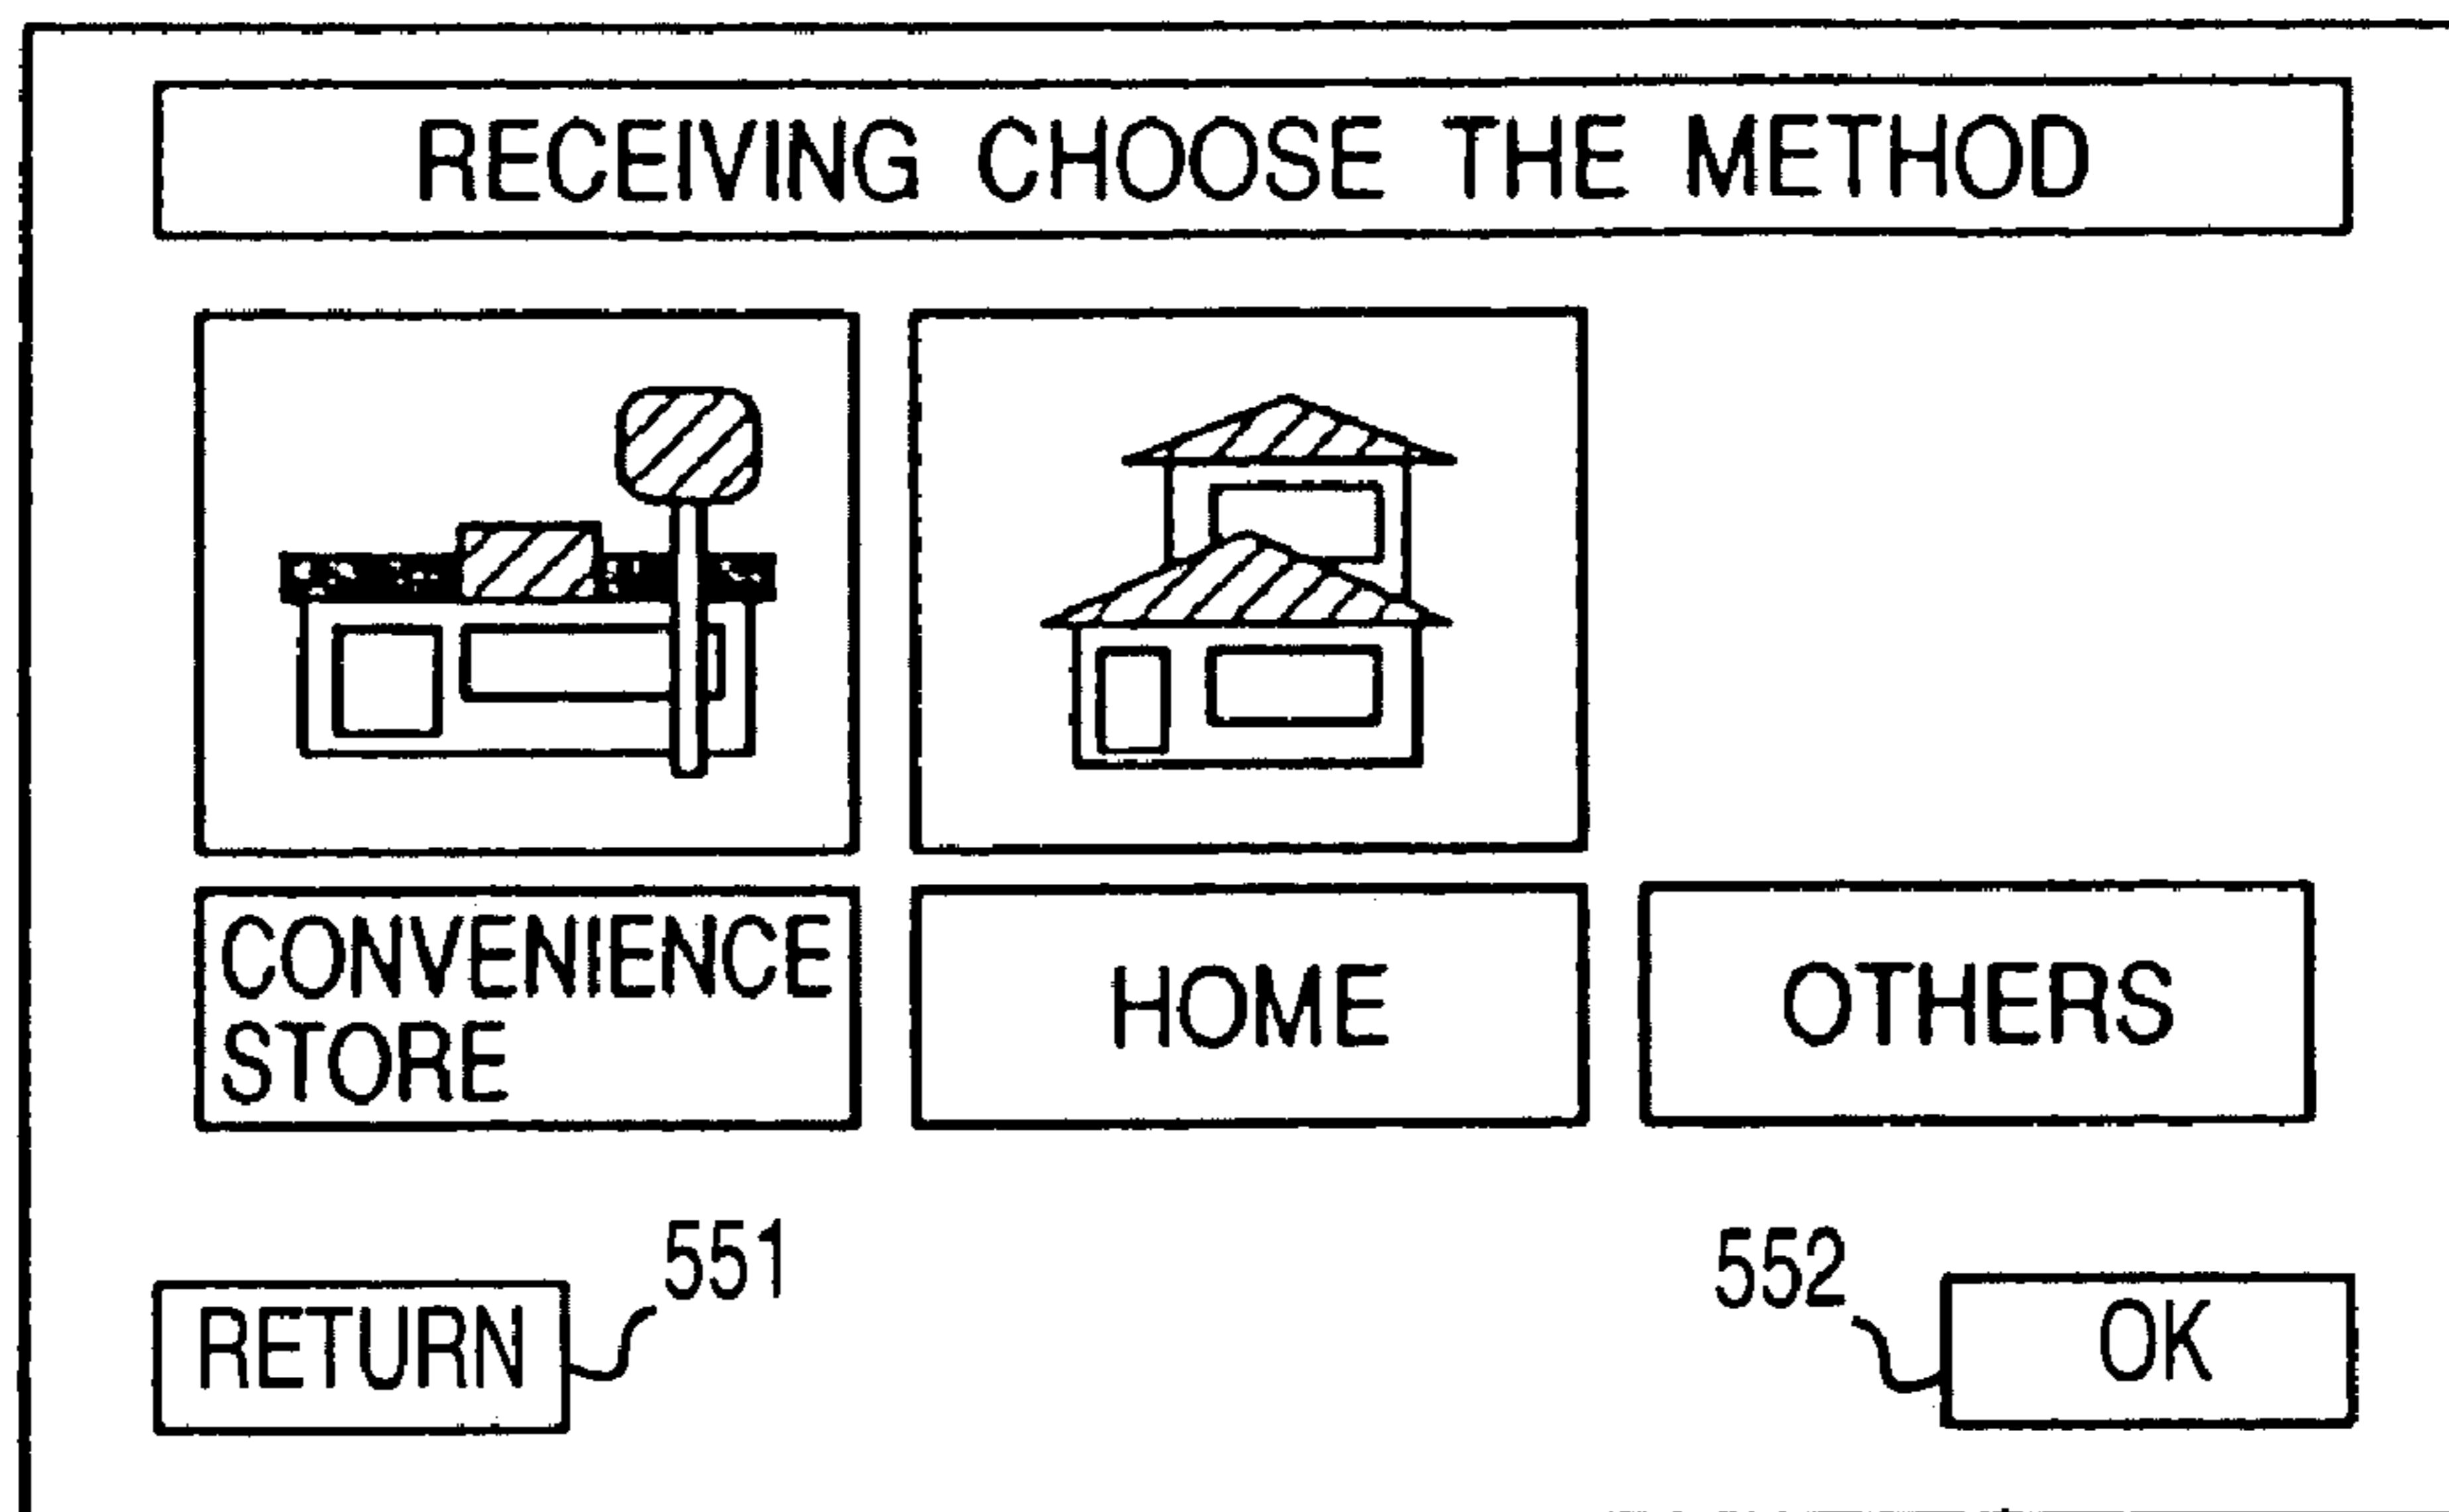 RECEIVING CHOOSE THE METHOD
CONVENIENCE
STORE
HOME
OTHERS
551
552
RETURN
OK